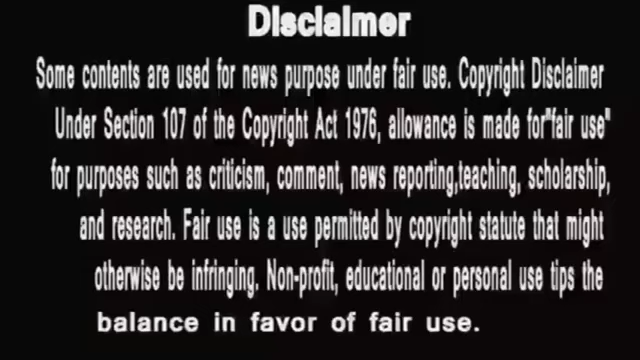 Disclaimer
Some contents are used for news purpose under fair use. Copyright Disclaimer
Under Section 107 of the Copyright Act 1976, allowance is made for"fair use"
for purposes such as criticism, comment, news reporting,teaching, scholarship,
and research. Fair use is a use permitted by copyright statute that might
otherwise be infringing. Non-profit, educational or personal use tips the
balance in favor of fair use.